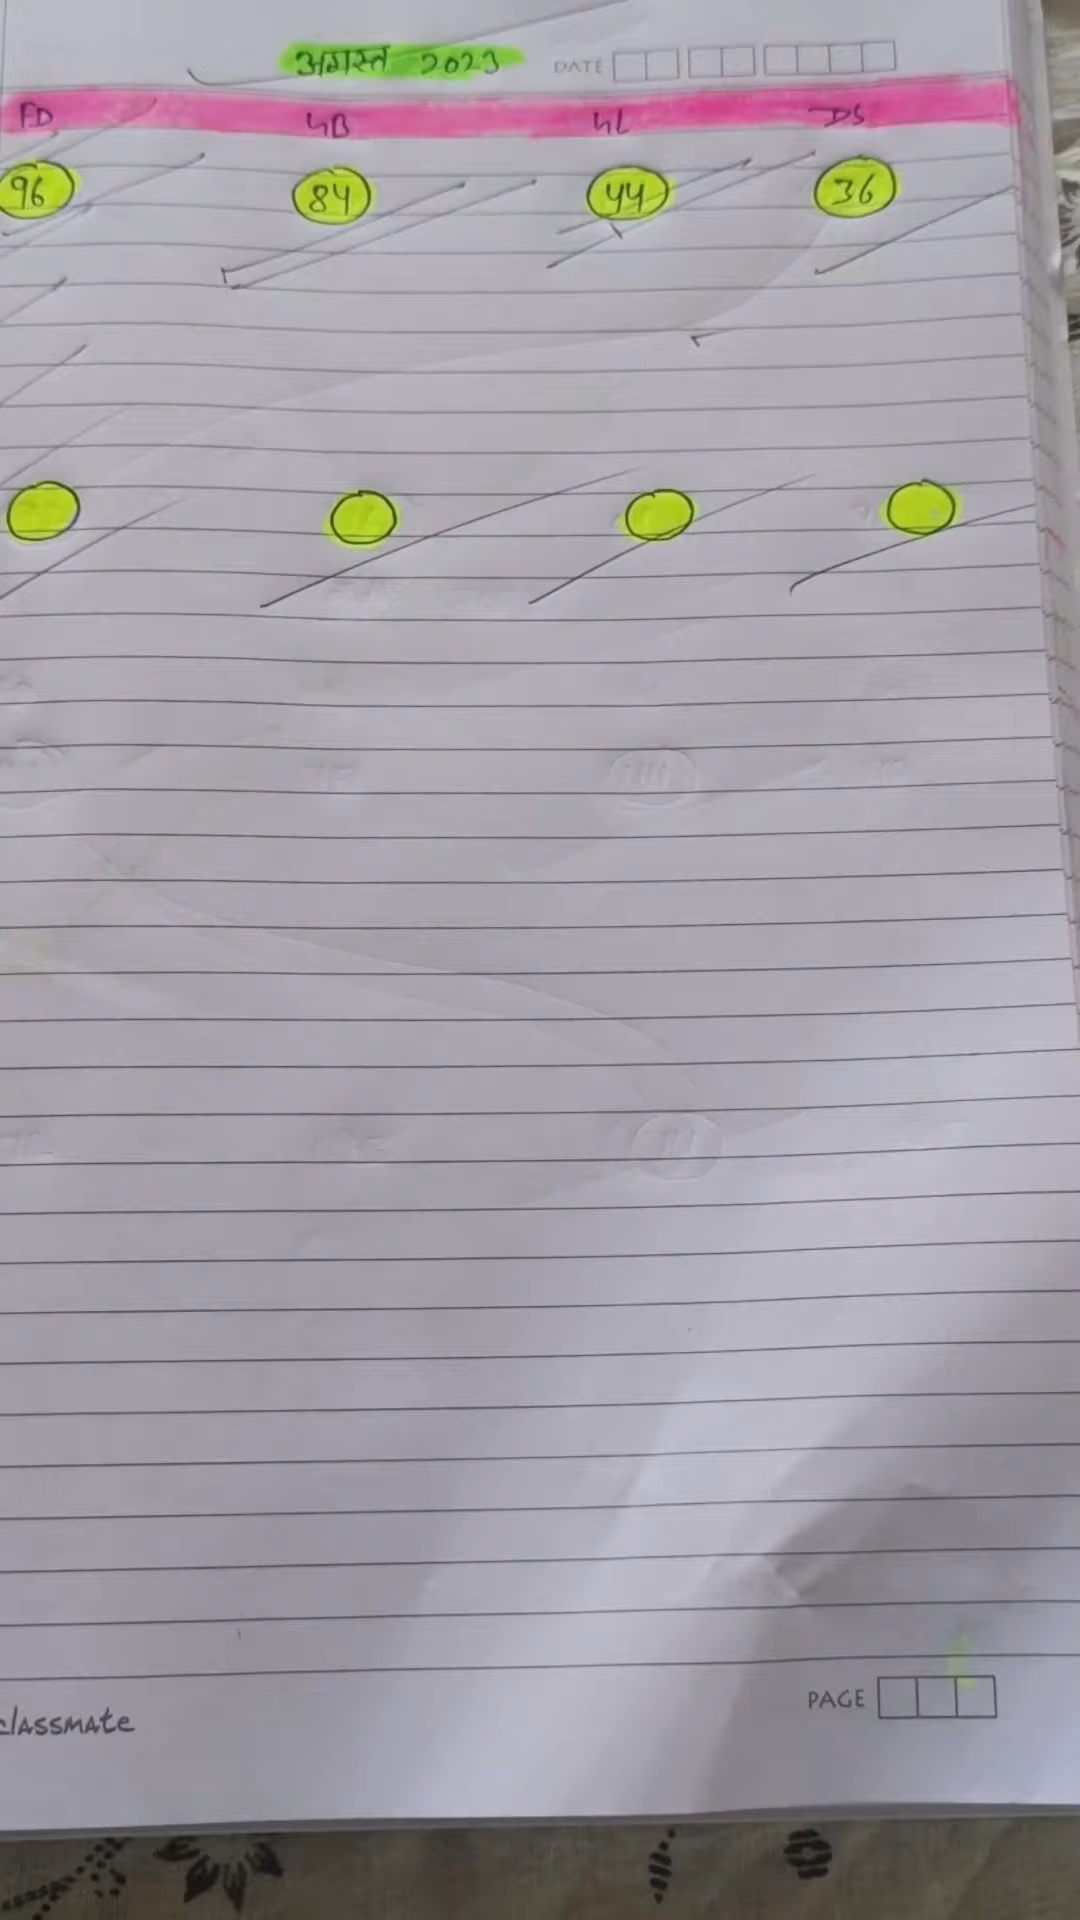 अगस्त 2023 DATE
FD GB GL DS
96 84 44 36
PAGE
classmate